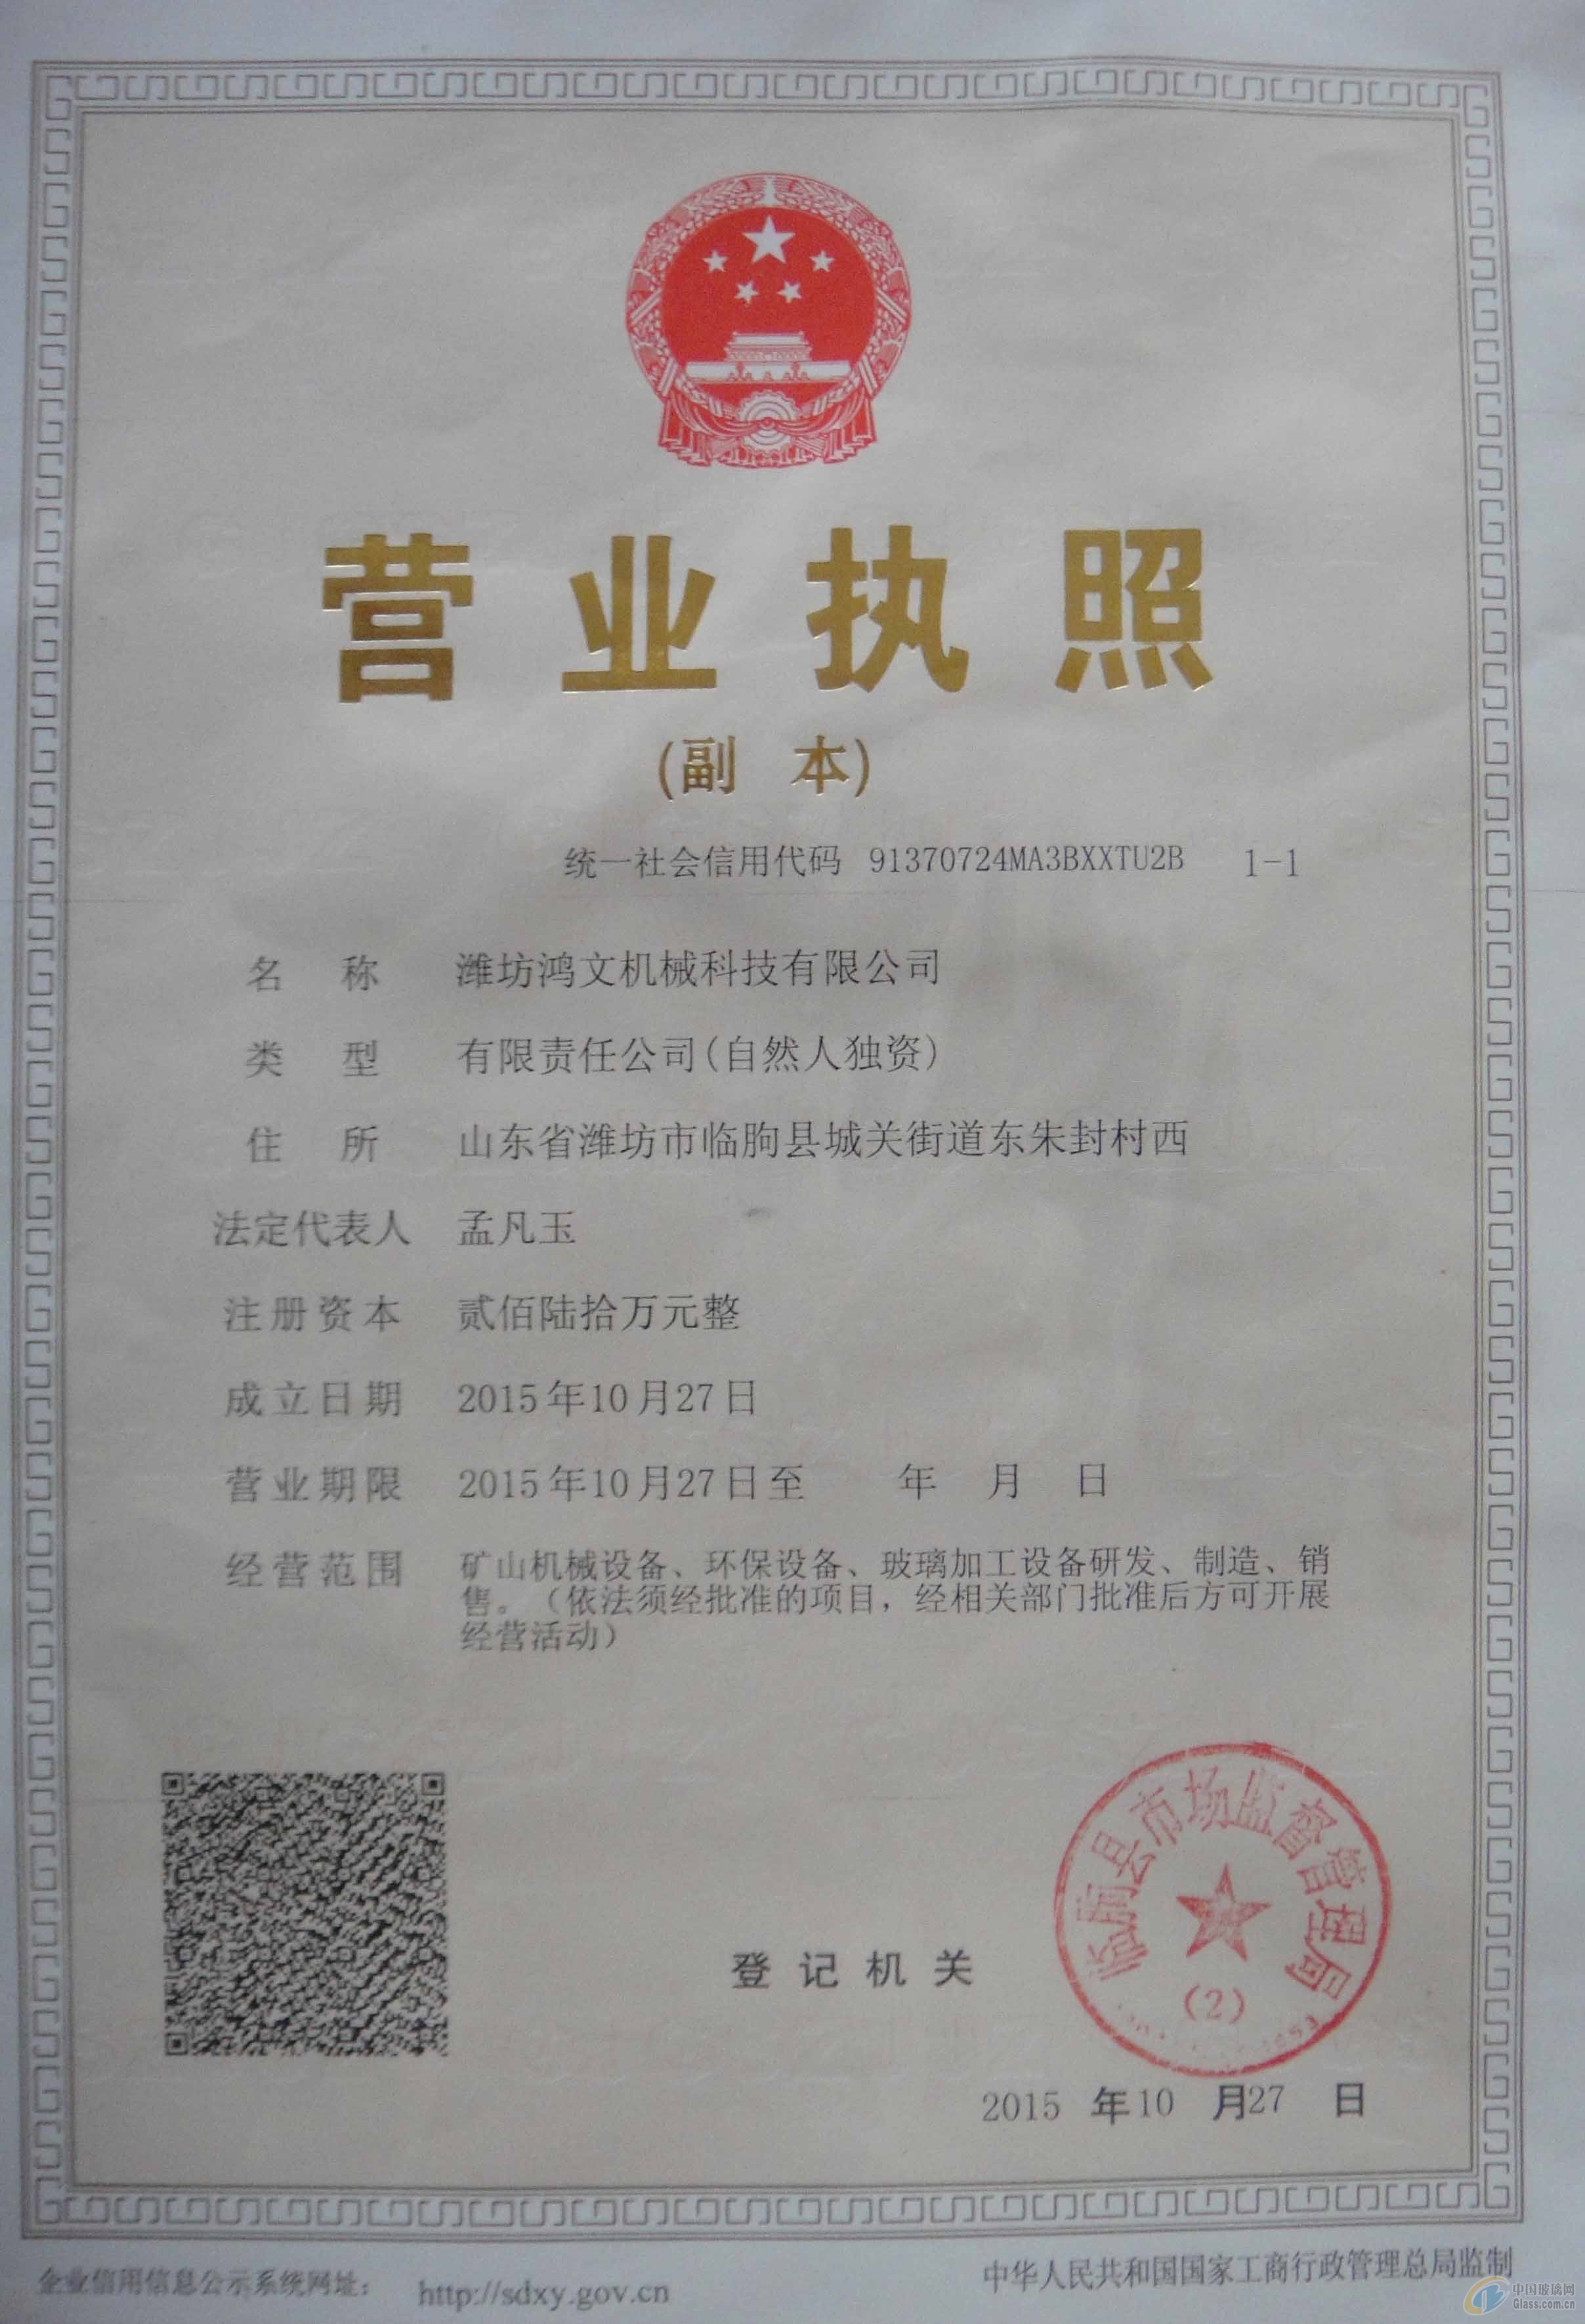 营业执照
(副 本)
统一社会信用代码 91370724MA3BXXTU2B 1-1
名 称 潍坊鸿文机械科技有限公司
类 型 有限责任公司(自然人独资)
住 所 山东省潍坊市临朐县城关街道东朱封村西
法定代表人 孟凡玉
注册资本 贰佰陆拾万元整
成立日期 2015年10月27日
营业期限 2015年10月27日至 年 月 日
经营范围 矿山机械设备、环保设备、玻璃加工设备研发、制造、销
售。（依法须经批准的项目，经相关部门批准后方可开展
经营活动）
临朐县市场监督管理局
(2)
登记机关
2015 年10 月27 日
企业信用信息公示系统网址： http://sdxy.gov.cn
中华人民共和国国家工商行政管理总局监制
中国玻璃网
Glass.com.cn